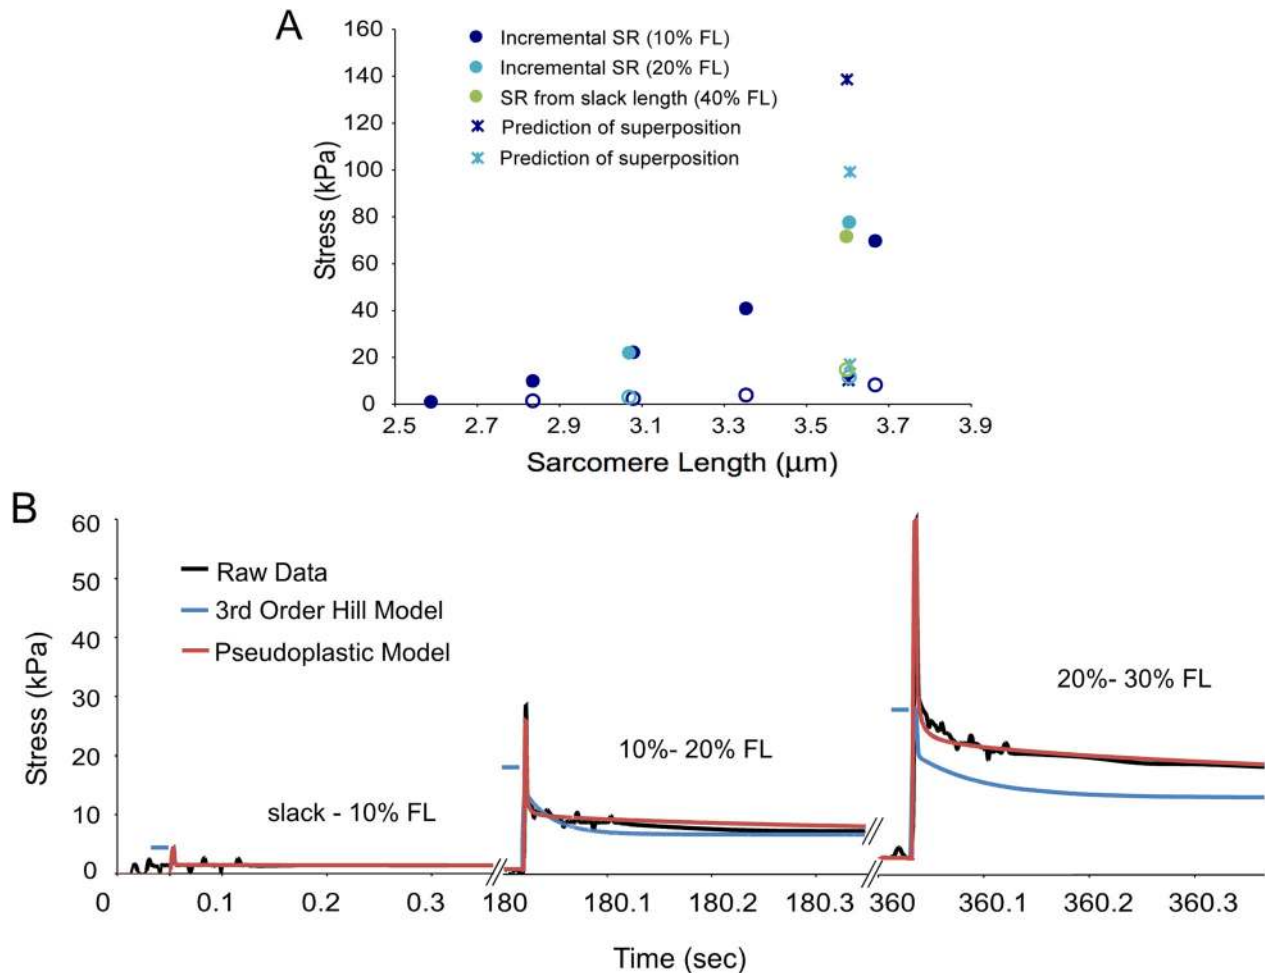 A
160
140
120
100
80
60
40
20
0
Stress (kPa)
Incremental SR (10% FL)
Incremental SR (20% FL)
SR from slack length (40% FL)
Prediction of superposition
Prediction of superposition
2.5 2.7 2.9 3.1 3.3 3.5 3.7 3.9
Sarcomere Length (μm)
B
60
50
40
30
20
10
0
Stress (kPa)
Raw Data
3rd Order Hill Model
Pseudoplastic Model
slack - 10% FL
10%- 20% FL
20%- 30% FL
0 0.1 0.2 0.3 180 180.1 180.2 180.3 360 360.1 360.2 360.3
Time (sec)